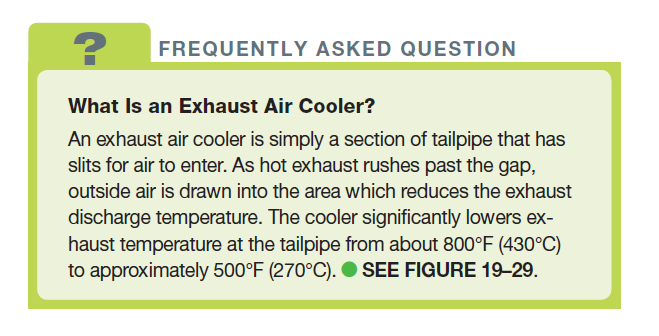 ?
FREQUENTLY ASKED QUESTION
What Is an Exhaust Air Cooler?
An exhaust air cooler is simply a section of tailpipe that has
slits for air to enter. As hot exhaust rushes past the gap,
outside air is drawn into the area which reduces the exhaust
discharge temperature. The cooler significantly lowers ex-
haust temperature at the tailpipe from about 800°F (430°C)
to approximately 500°F (270°C). ● SEE FIGURE 19–29.